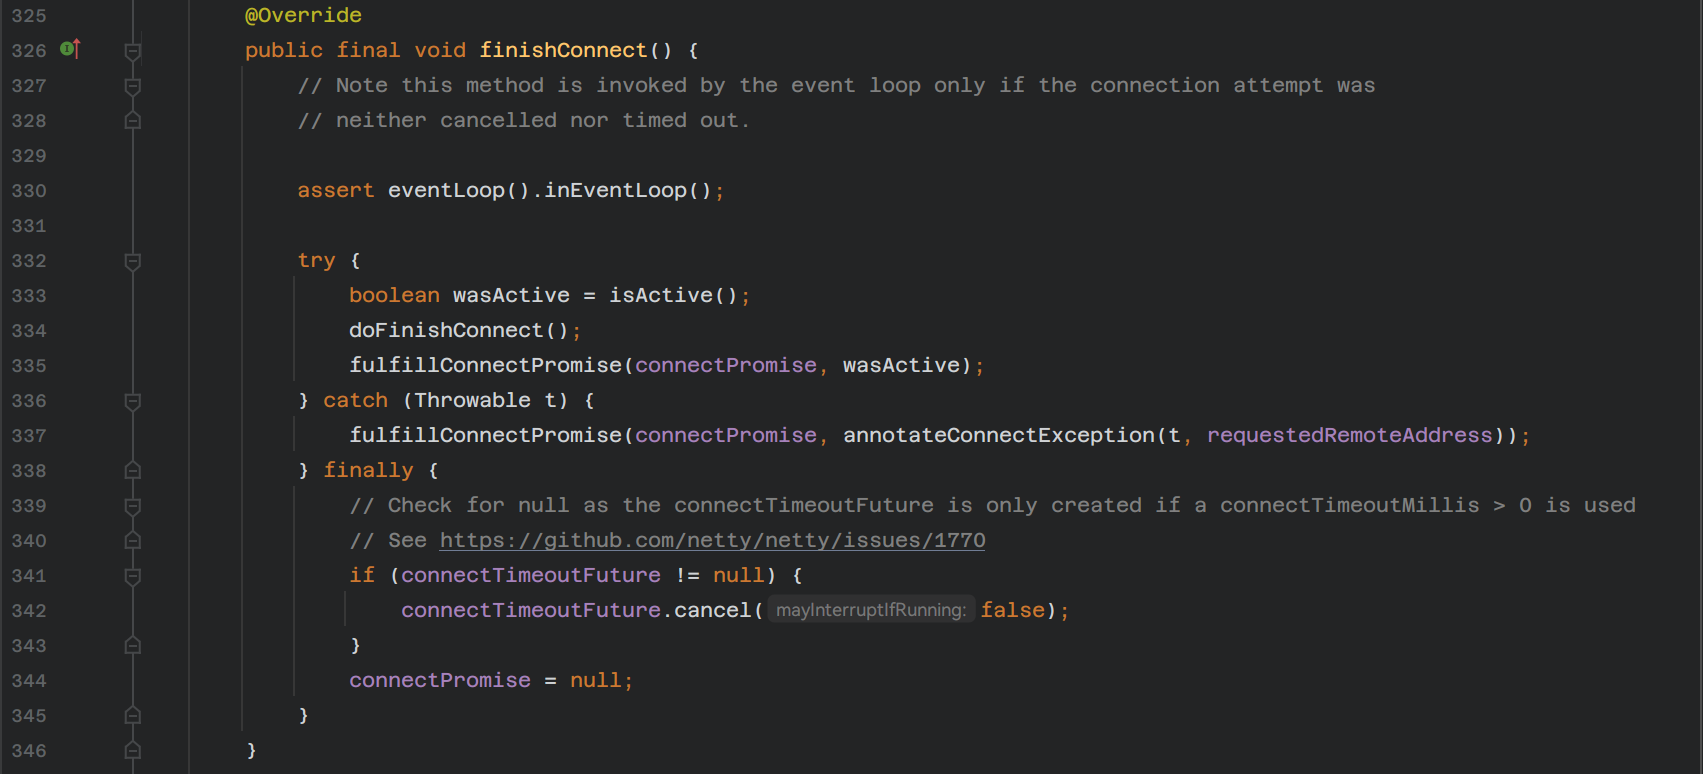 325 @Override
326 public final void finishConnect() {
327 // Note this method is invoked by the event loop only if the connection attempt was
328 // neither cancelled nor timed out.
329
330 assert eventLoop().inEventLoop();
331
332 try {
333 boolean wasActive = isActive();
334 doFinishConnect();
335 fulfillConnectPromise(connectPromise, wasActive);
336 } catch (Throwable t) {
337 fulfillConnectPromise(connectPromise, annotateConnectException(t, requestedRemoteAddress));
338 } finally {
339 // Check for null as the connectTimeoutFuture is only created if a connectTimeoutMillis > 0 is used
340 // See https://github.com/netty/netty/issues/1770
341 if (connectTimeoutFuture != null) {
342 connectTimeoutFuture.cancel( mayInterruptIfRunning: false);
343 }
344 connectPromise = null;
345 }
346 }